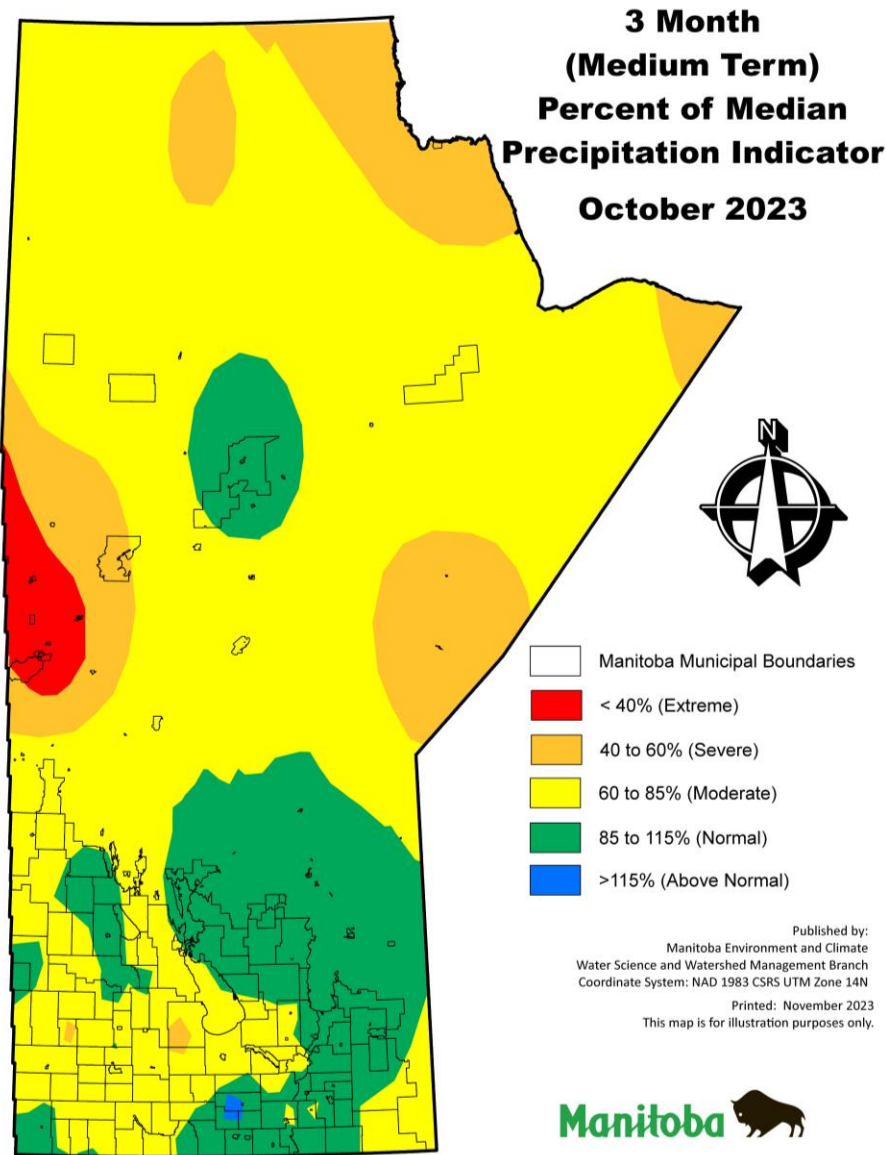 3 Month
(Medium Term)
Percent of Median
Precipitation Indicator
October 2023
N
Manitoba Municipal Boundaries
< 40% (Extreme)
40 to 60% (Severe)
60 to 85% (Moderate)
85 to 115% (Normal)
>115% (Above Normal)
Published by:
Manitoba Environment and Climate
Water Science and Watershed Management Branch
Coordinate System: NAD 1983 CSRS UTM Zone 14N
Printed: November 2023
This map is for illustration purposes only.
Manitoba